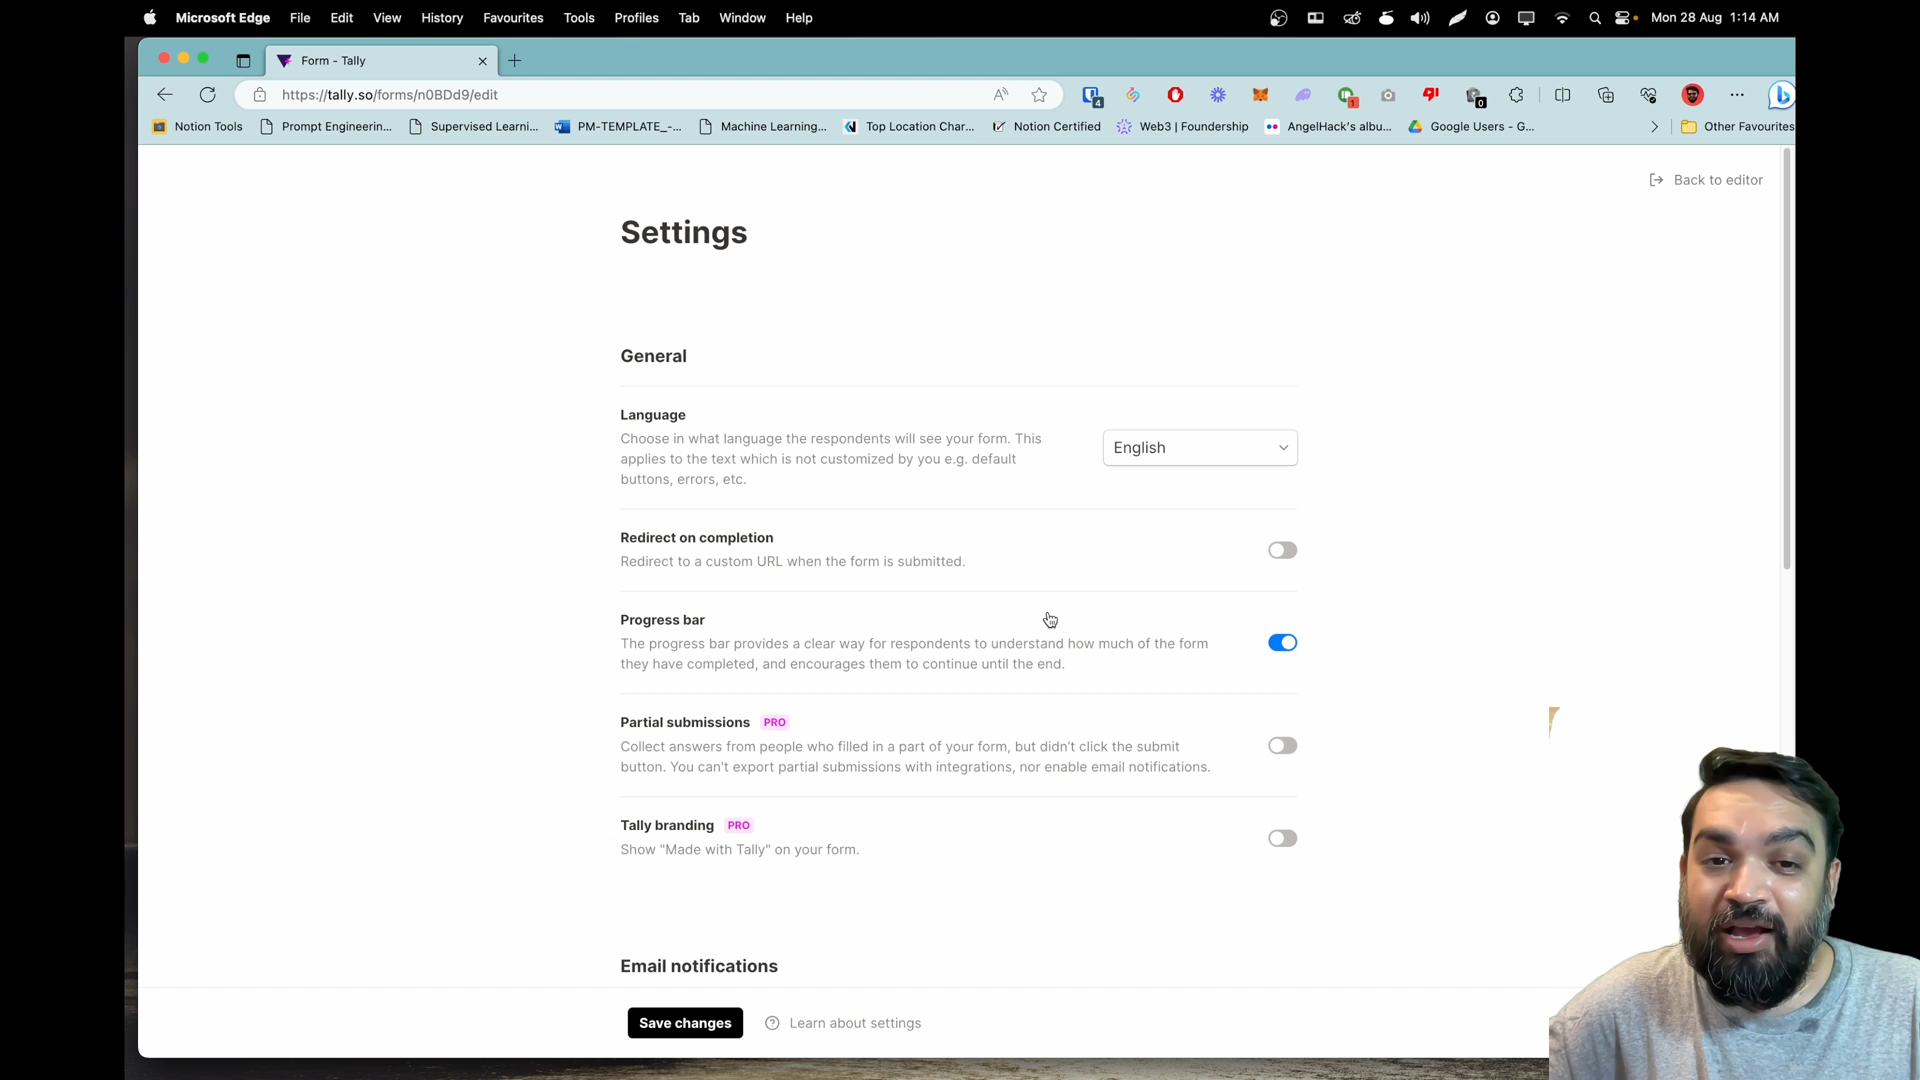 Microsoft Edge File Edit View History Favourites Tools Profiles Tab Window Help Mon 28 Aug 1:14 AM
Form - Tally
https://tally.so/forms/n0BDd9/edit
4 1 0
Notion Tools Prompt Engineerin... Supervised Learni... PM-TEMPLATE_-... Machine Learning... Top Location Char... Notion Certified Web3 | Foundership AngelHack's albu... Google Users - G... Other Favourites
Back to editor
Settings
General
Language
Choose in what language the respondents will see your form. This
applies to the text which is not customized by you e.g. default
buttons, errors, etc.
English
Redirect on completion
Redirect to a custom URL when the form is submitted.
Progress bar
The progress bar provides a clear way for respondents to understand how much of the form
they have completed, and encourages them to continue until the end.
Partial submissions PRO
Collect answers from people who filled in a part of your form, but didn't click the submit
button. You can't export partial submissions with integrations, nor enable email notifications.
Tally branding PRO
Show "Made with Tally" on your form.
Email notifications
Save changes
Learn about settings